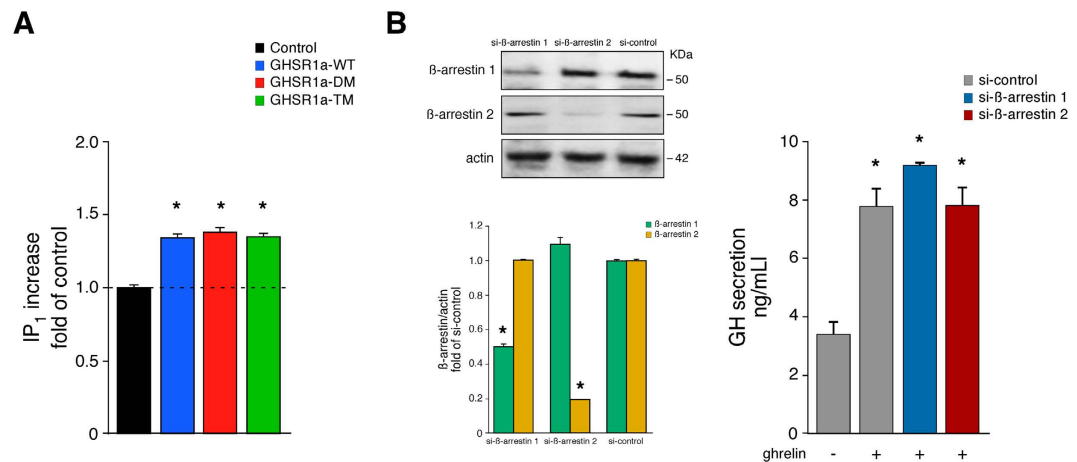 A
Control
GHSR1a-WT
GHSR1a-DM
GHSR1a-TM
2.0
1.5
1.0
0.5
0
IP1 increase
fold of control
* * *
B
si-ß-arrestin 1 si-ß-arrestin 2 si-control
KDa
ß-arrestin 1
- 50
ß-arrestin 2
- 50
actin
- 42
ß-arrestin 1
ß-arrestin 2
1.2
1.0
0.8
0.6
0.4
0.2
0
ß-arrestin/actin
fold of si-control
* *
si-ß-arrestin 1 si-ß-arrestin 2 si-control
si-control
si-ß-arrestin 1
si-ß-arrestin 2
10
8
6
4
2
0
GH secretion
ng/mLl
* * *
ghrelin - + + +